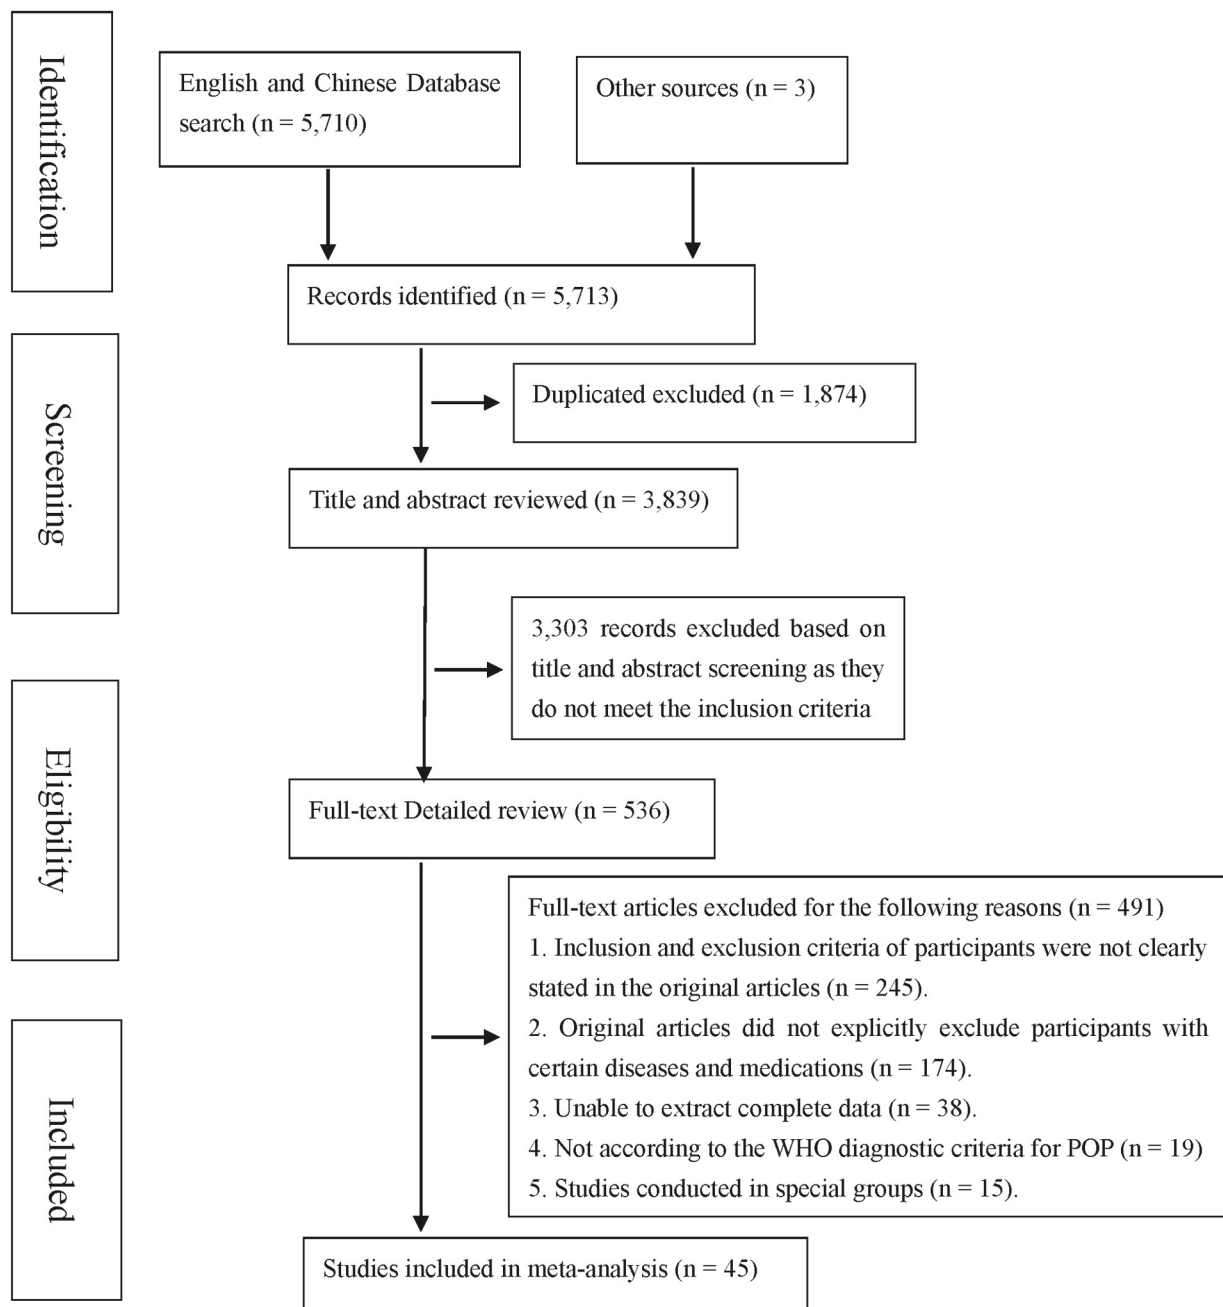 Identification
English and Chinese Database
search (n = 5,710)
Other sources (n = 3)
Records identified (n = 5,713)
Screening
Duplicated excluded (n = 1,874)
Title and abstract reviewed (n = 3,839)
3,303 records excluded based on
title and abstract screening as they
do not meet the inclusion criteria
Eligibility
Full-text Detailed review (n = 536)
Full-text articles excluded for the following reasons (n = 491)
1. Inclusion and exclusion criteria of participants were not clearly
stated in the original articles (n = 245).
2. Original articles did not explicitly exclude participants with
certain diseases and medications (n = 174).
3. Unable to extract complete data (n = 38).
4. Not according to the WHO diagnostic criteria for POP (n = 19)
5. Studies conducted in special groups (n = 15).
Included
Studies included in meta-analysis (n = 45)